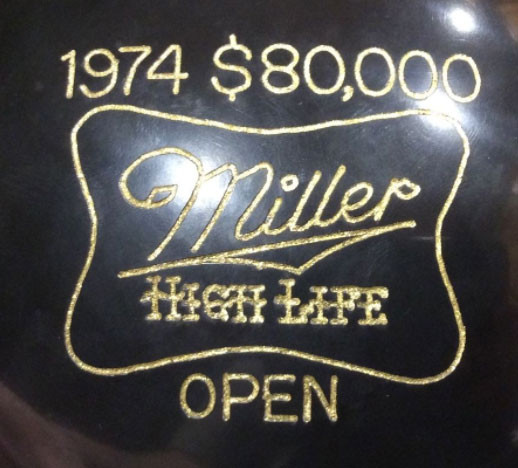 1974 $80,000
Miller
HIGH LIFE
OPEN